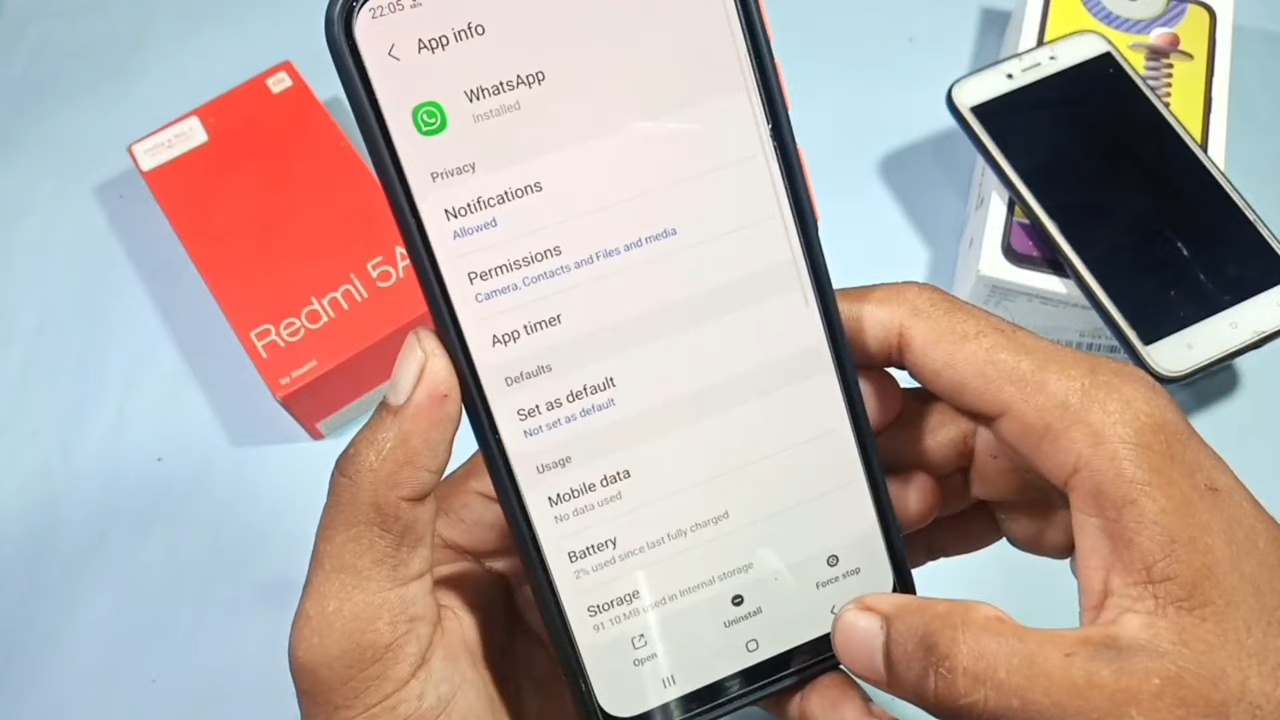 22:05
App info
WhatsApp
Installed
Privacy
Notifications
Allowed
Permissions
Camera, Contacts and Files and media
App timer
Defaults
Set as default
Not set as default
Usage
Mobile data
No data used
Battery
2% used since last fully charged
Storage
91.10 MB used in Internal storage
Open
Uninstall
Force stop
Redmi 5A
by Xiaomi